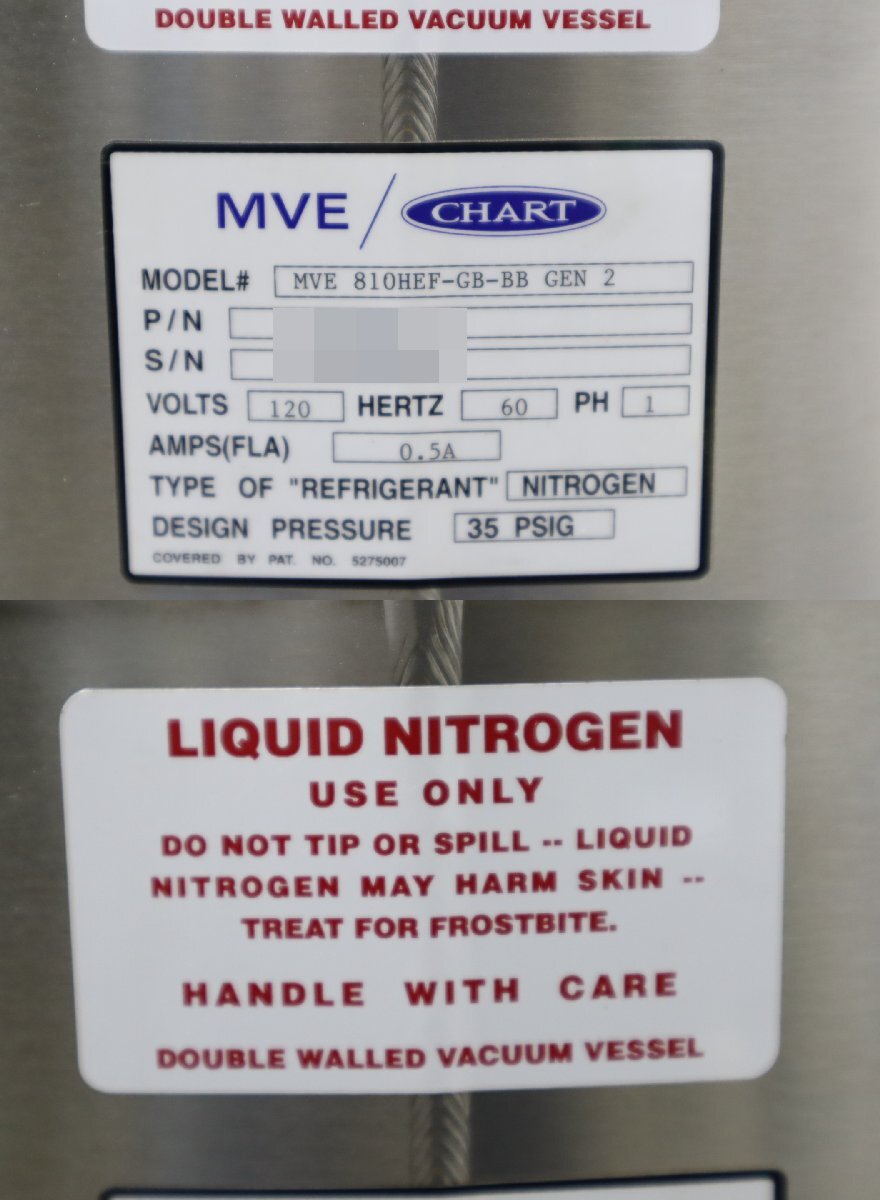 DOUBLE WALLED VACUUM VESSEL
MVE / CHART
MODEL# MVE 810HEF-GB-BB GEN 2
P/N
S/N
VOLTS 120 HERTZ 60 PH 1
AMPS(FLA) 0.5A
TYPE OF "REFRIGERANT" NITROGEN
DESIGN PRESSURE 35 PSIG
COVERED BY PAT. NO. 5275007
LIQUID NITROGEN
USE ONLY
DO NOT TIP OR SPILL -- LIQUID
NITROGEN MAY HARM SKIN --
TREAT FOR FROSTBITE.
HANDLE WITH CARE
DOUBLE WALLED VACUUM VESSEL